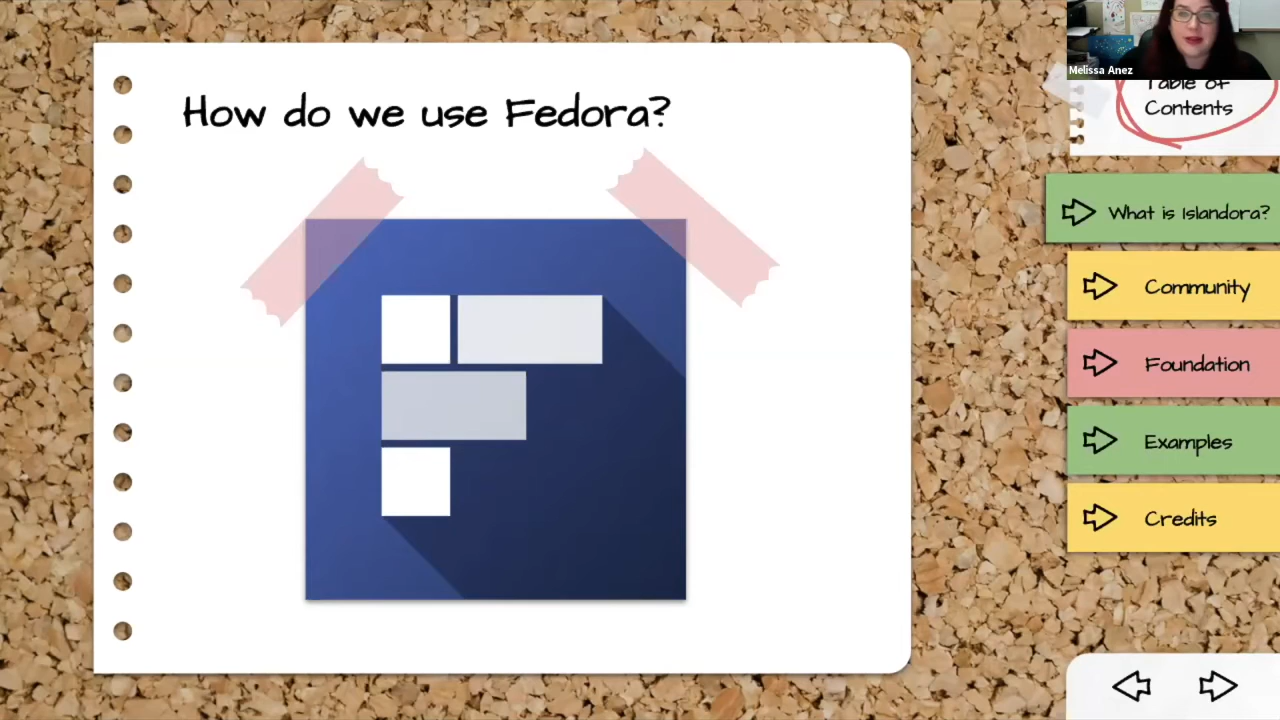 How do we use Fedora?
Melissa Anez
Table of
Contents
What is Islandora?
Community
Foundation
Examples
Credits